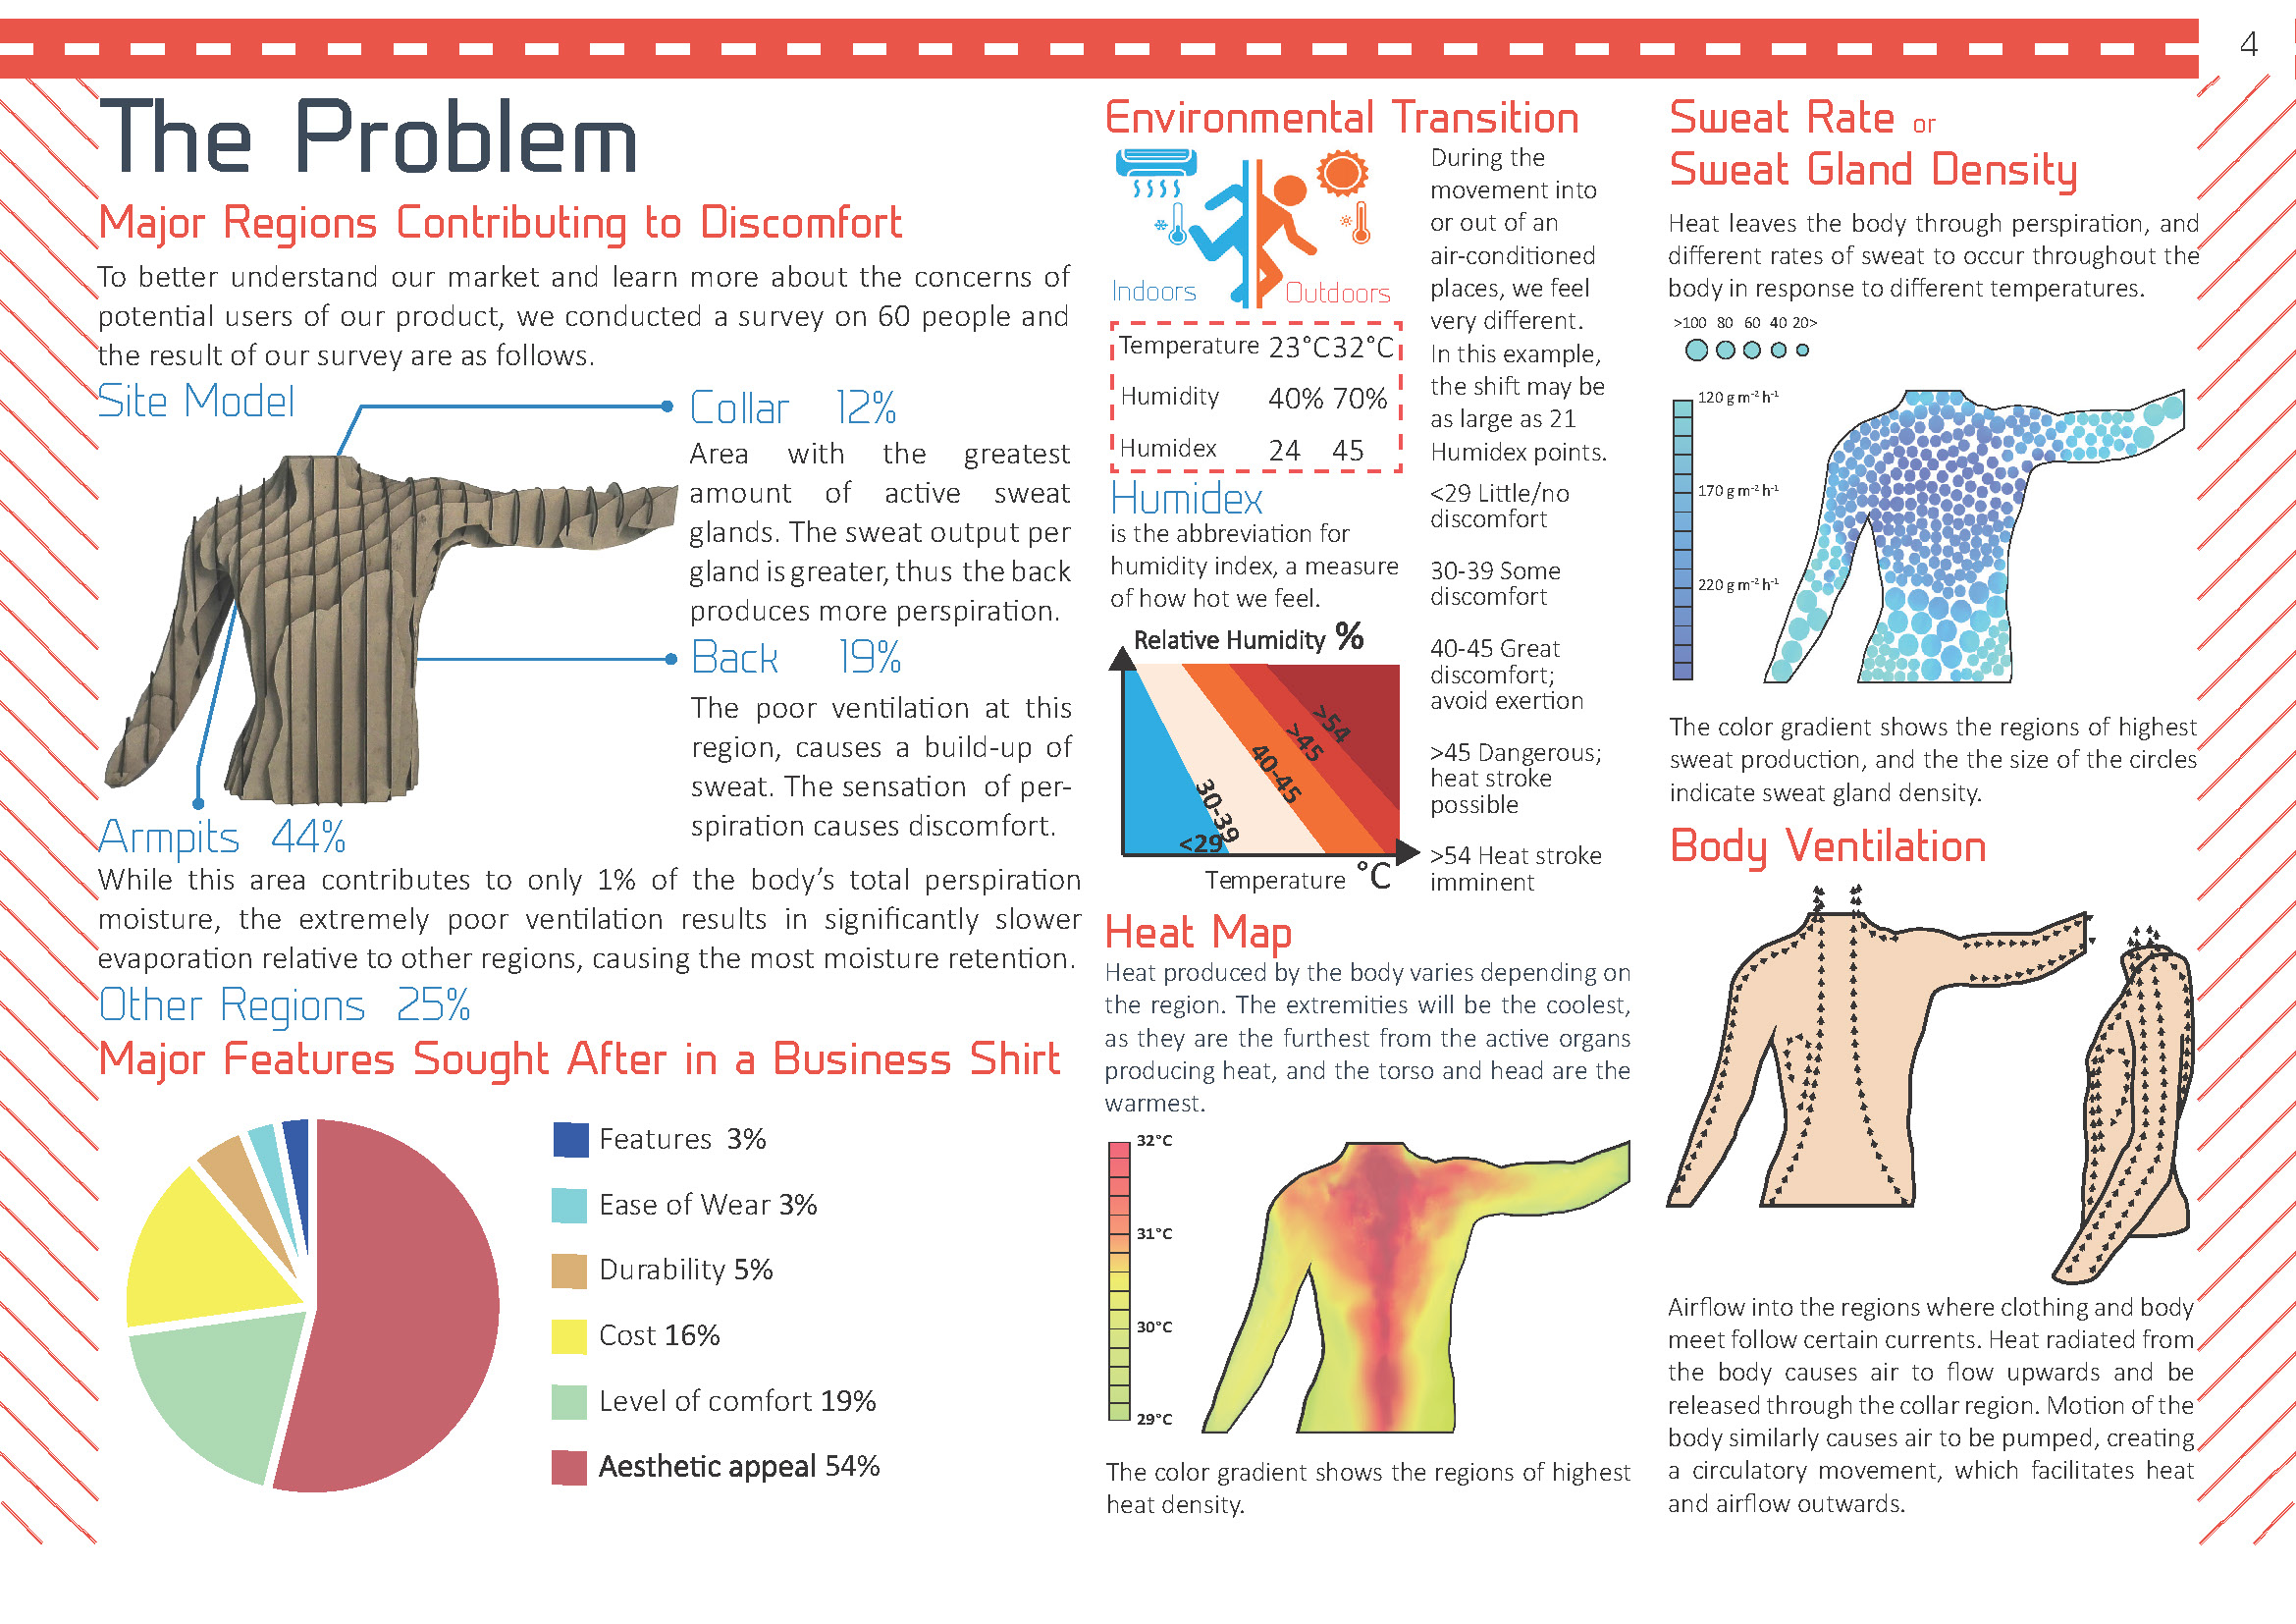 4
The Problem
Major Regions Contributing to Discomfort
To better understand our market and learn more about the concerns of
potential users of our product, we conducted a survey on 60 people and
the result of our survey are as follows.
Site Model
Collar 12%
Area with the greatest
amount of active sweat
glands. The sweat output per
gland is greater, thus the back
produces more perspiration.
Back 19%
The poor ventilation at this
region, causes a build-up of
sweat. The sensation of per-
spiration causes discomfort.
Armpits 44%
While this area contributes to only 1% of the body's total perspiration
moisture, the extremely poor ventilation results in significantly slower
evaporation relative to other regions, causing the most moisture retention.
Other Regions 25%
Major Features Sought After in a Business Shirt
Features 3%
Ease of Wear 3%
Durability 5%
Cost 16%
Level of comfort 19%
Aesthetic appeal 54%
Environmental Transition
Indoors
Outdoors
During the
movement into
or out of an
air-conditioned
places, we feel
very different.
In this example,
the shift may be
as large as 21
Humidex points.
Temperature 23°C 32°C
Humidity 40% 70%
Humidex 24 45
Humidex
is the abbreviation for
humidity index, a measure
of how hot we feel.
Relative Humidity %
<29
30-39
40-45
>45
>54
Temperature °C
<29 Little/no
discomfort
30-39 Some
discomfort
40-45 Great
discomfort;
avoid exertion
>45 Dangerous;
heat stroke
possible
>54 Heat stroke
imminent
Heat Map
Heat produced by the body varies depending on
the region. The extremities will be the coolest,
as they are the furthest from the active organs
producing heat, and the torso and head are the
warmest.
32°C
31°C
30°C
29°C
The color gradient shows the regions of highest
heat density.
Sweat Rate or
Sweat Gland Density
Heat leaves the body through perspiration, and
different rates of sweat to occur throughout the
body in response to different temperatures.
>100 80 60 40 20>
120 g m⁻² h⁻¹
170 g m⁻² h⁻¹
220 g m⁻² h⁻¹
The color gradient shows the regions of highest
sweat production, and the the size of the circles
indicate sweat gland density.
Body Ventilation
Airflow into the regions where clothing and body
meet follow certain currents. Heat radiated from
the body causes air to flow upwards and be
released through the collar region. Motion of the
body similarly causes air to be pumped, creating
a circulatory movement, which facilitates heat
and airflow outwards.